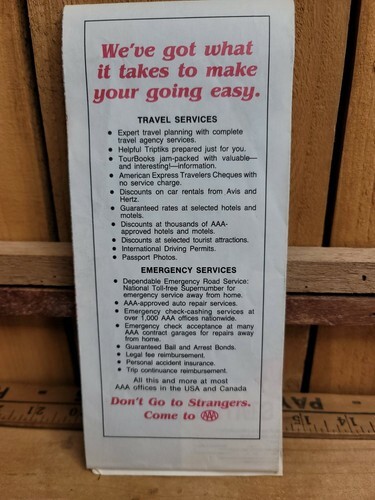 We've got what
it takes to make
your going easy.
TRAVEL SERVICES
• Expert travel planning with complete
travel agency services.
• Helpful Triptiks prepared just for you.
• TourBooks jam-packed with valuable—
and interesting!—information.
• American Express Travelers Cheques with
no service charge.
• Discounts on car rentals from Avis and
Hertz.
• Guaranteed rates at selected hotels and
motels.
• Discounts at thousands of AAA-
approved hotels and motels.
• Discounts at selected tourist attractions.
• International Driving Permits.
• Passport Photos.
EMERGENCY SERVICES
• Dependable Emergency Road Service:
National Toll-free Supernumber for
emergency service away from home.
• AAA-approved auto repair services.
• Emergency check-cashing services at
over 1,000 AAA offices nationwide.
• Emergency check acceptance at many
AAA contract garages for repairs away
from home.
• Guaranteed Bail and Arrest Bonds.
• Legal fee reimbursement.
• Personal accident insurance.
• Trip continuance reimbursement.
All this and more at most
AAA offices in the USA and Canada
Don't Go to Strangers.
Come to AAA
21
PAY
15
14